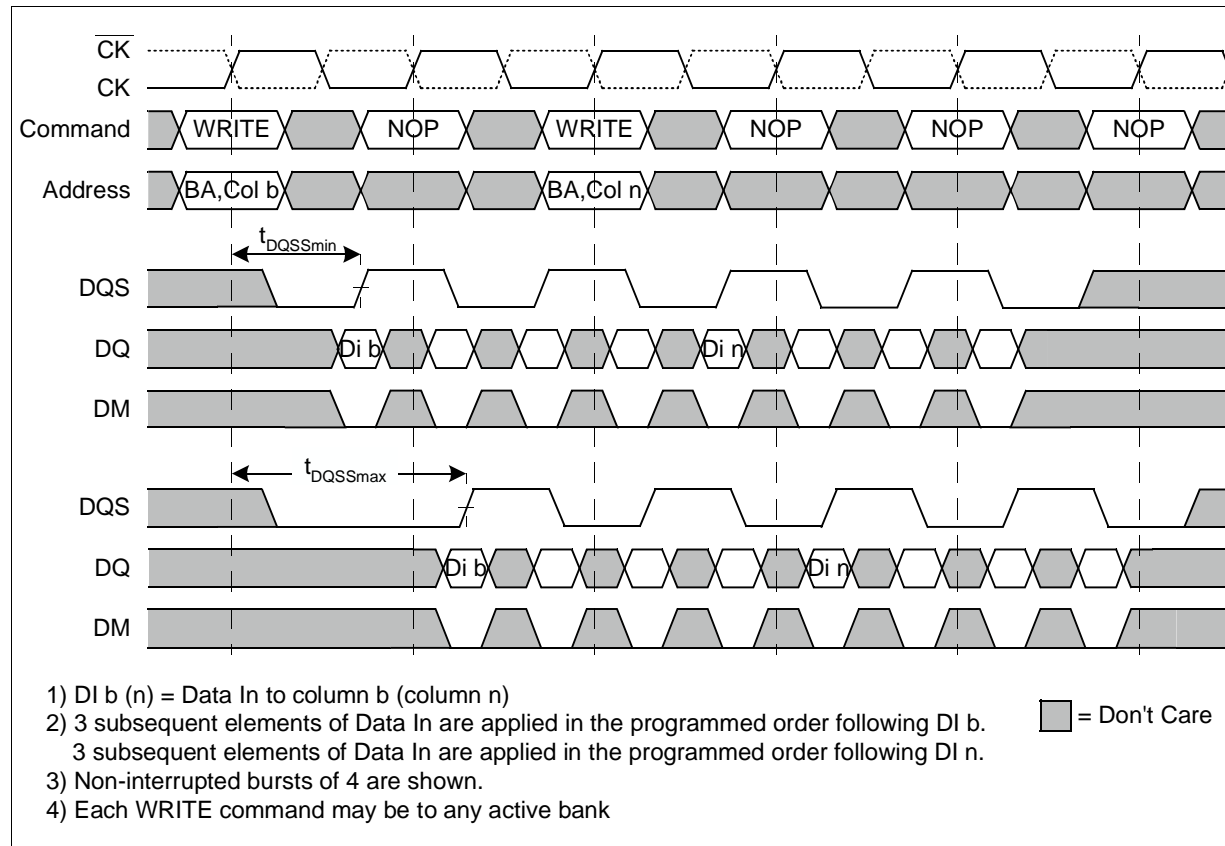 CK
CK
Command WRITE NOP WRITE NOP NOP NOP
Address BA,Col b BA,Col n
tDQSSmin
DQS
DQ Di b Di n
DM
tDQSSmax
DQS
DQ Di b Di n
DM
1) DI b (n) = Data In to column b (column n)
2) 3 subsequent elements of Data In are applied in the programmed order following DI b.
3 subsequent elements of Data In are applied in the programmed order following DI n.
= Don't Care
3) Non-interrupted bursts of 4 are shown.
4) Each WRITE command may be to any active bank